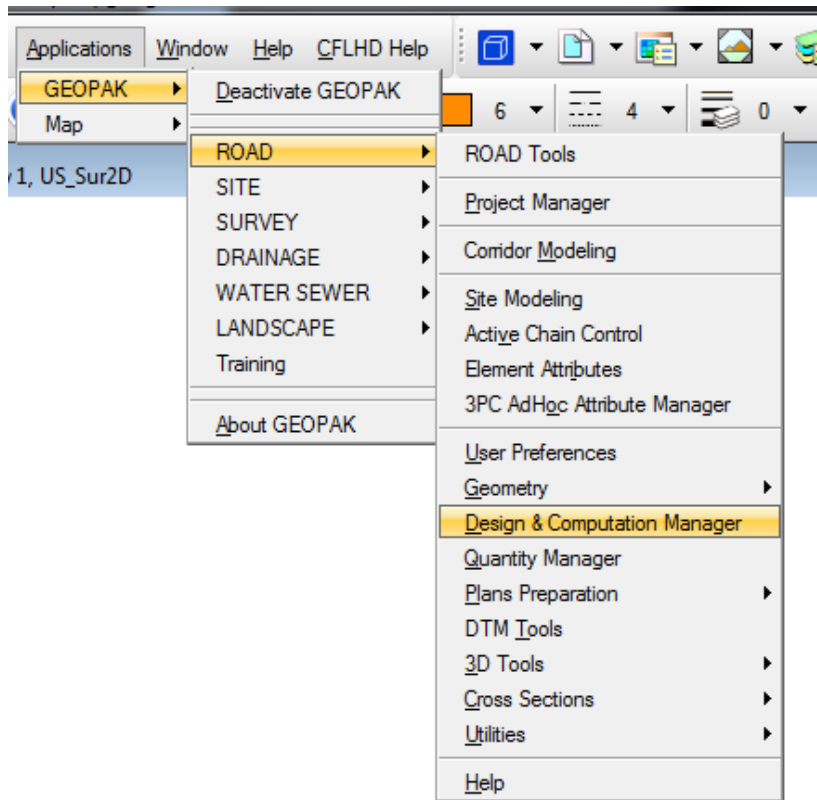 Applications Window Help CFLHD Help
GEOPAK
Map
Deactivate GEOPAK
ROAD
SITE
SURVEY
DRAINAGE
WATER SEWER
LANDSCAPE
Training
About GEOPAK
ROAD Tools
Project Manager
Corridor Modeling
Site Modeling
Active Chain Control
Element Attributes
3PC AdHoc Attribute Manager
User Preferences
Geometry
Design & Computation Manager
Quantity Manager
Plans Preparation
DTM Tools
3D Tools
Cross Sections
Utilities
Help
6 4 0
1, US_Sur2D